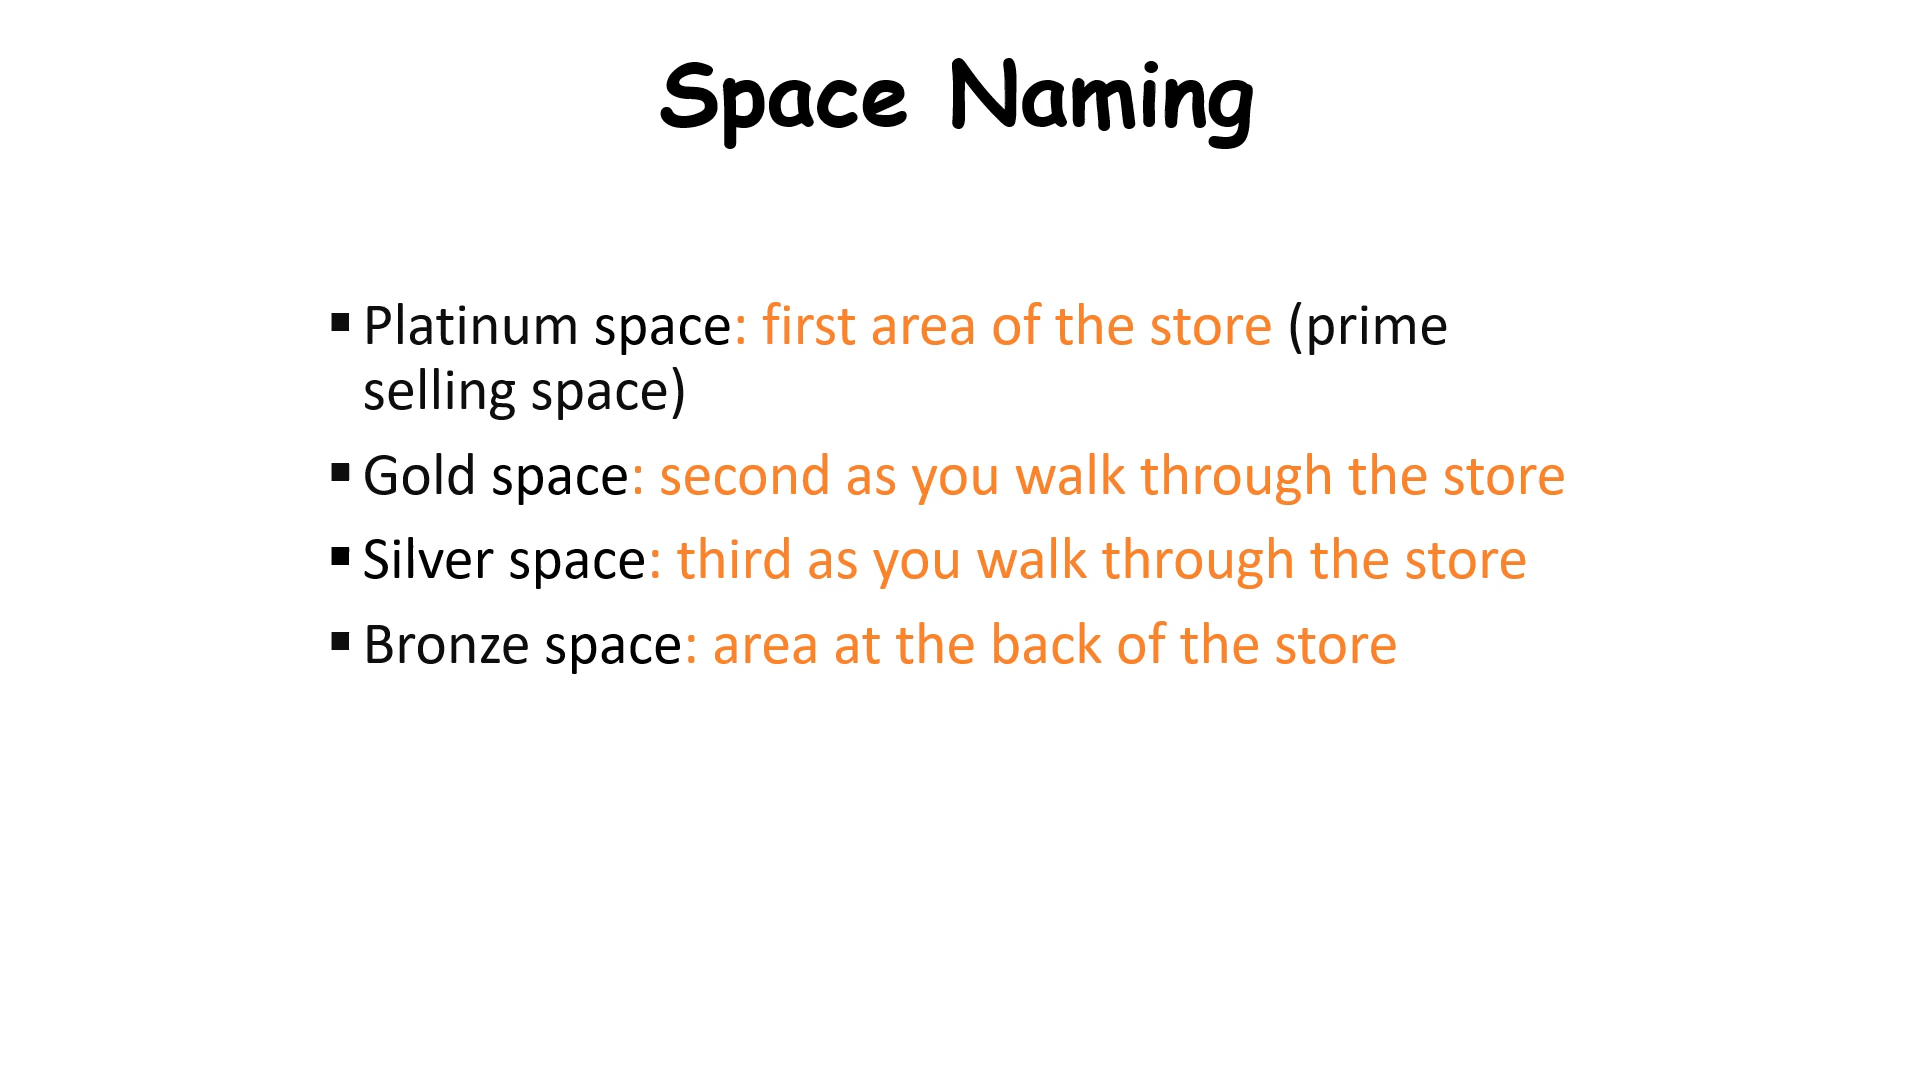 Space Naming
▪ Platinum space: first area of the store (prime
selling space)
▪ Gold space: second as you walk through the store
▪ Silver space: third as you walk through the store
▪ Bronze space: area at the back of the store